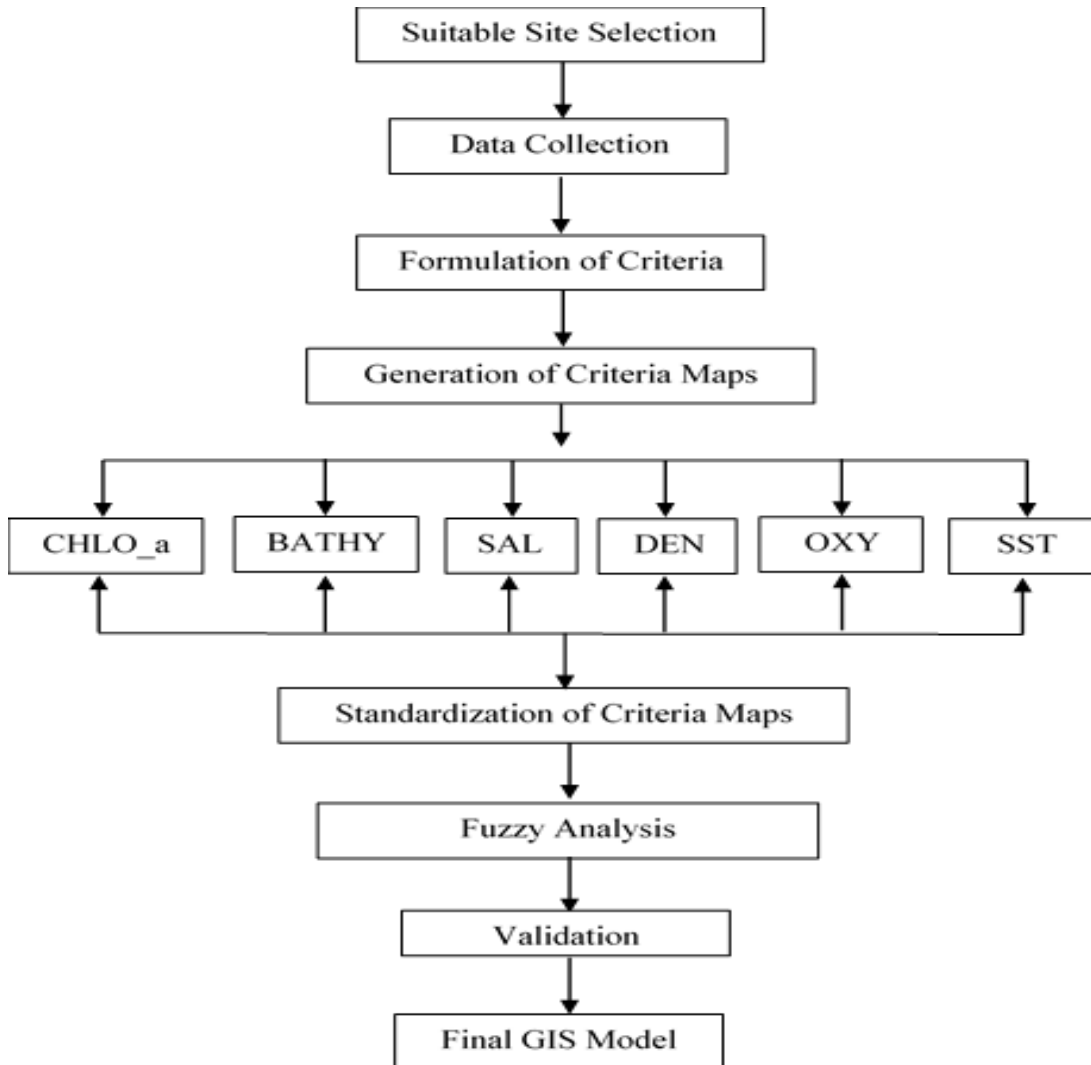 Suitable Site Selection
Data Collection
Formulation of Criteria
Generation of Criteria Maps
CHLO_a BATHY SAL DEN OXY SST
Standardization of Criteria Maps
Fuzzy Analysis
Validation
Final GIS Model